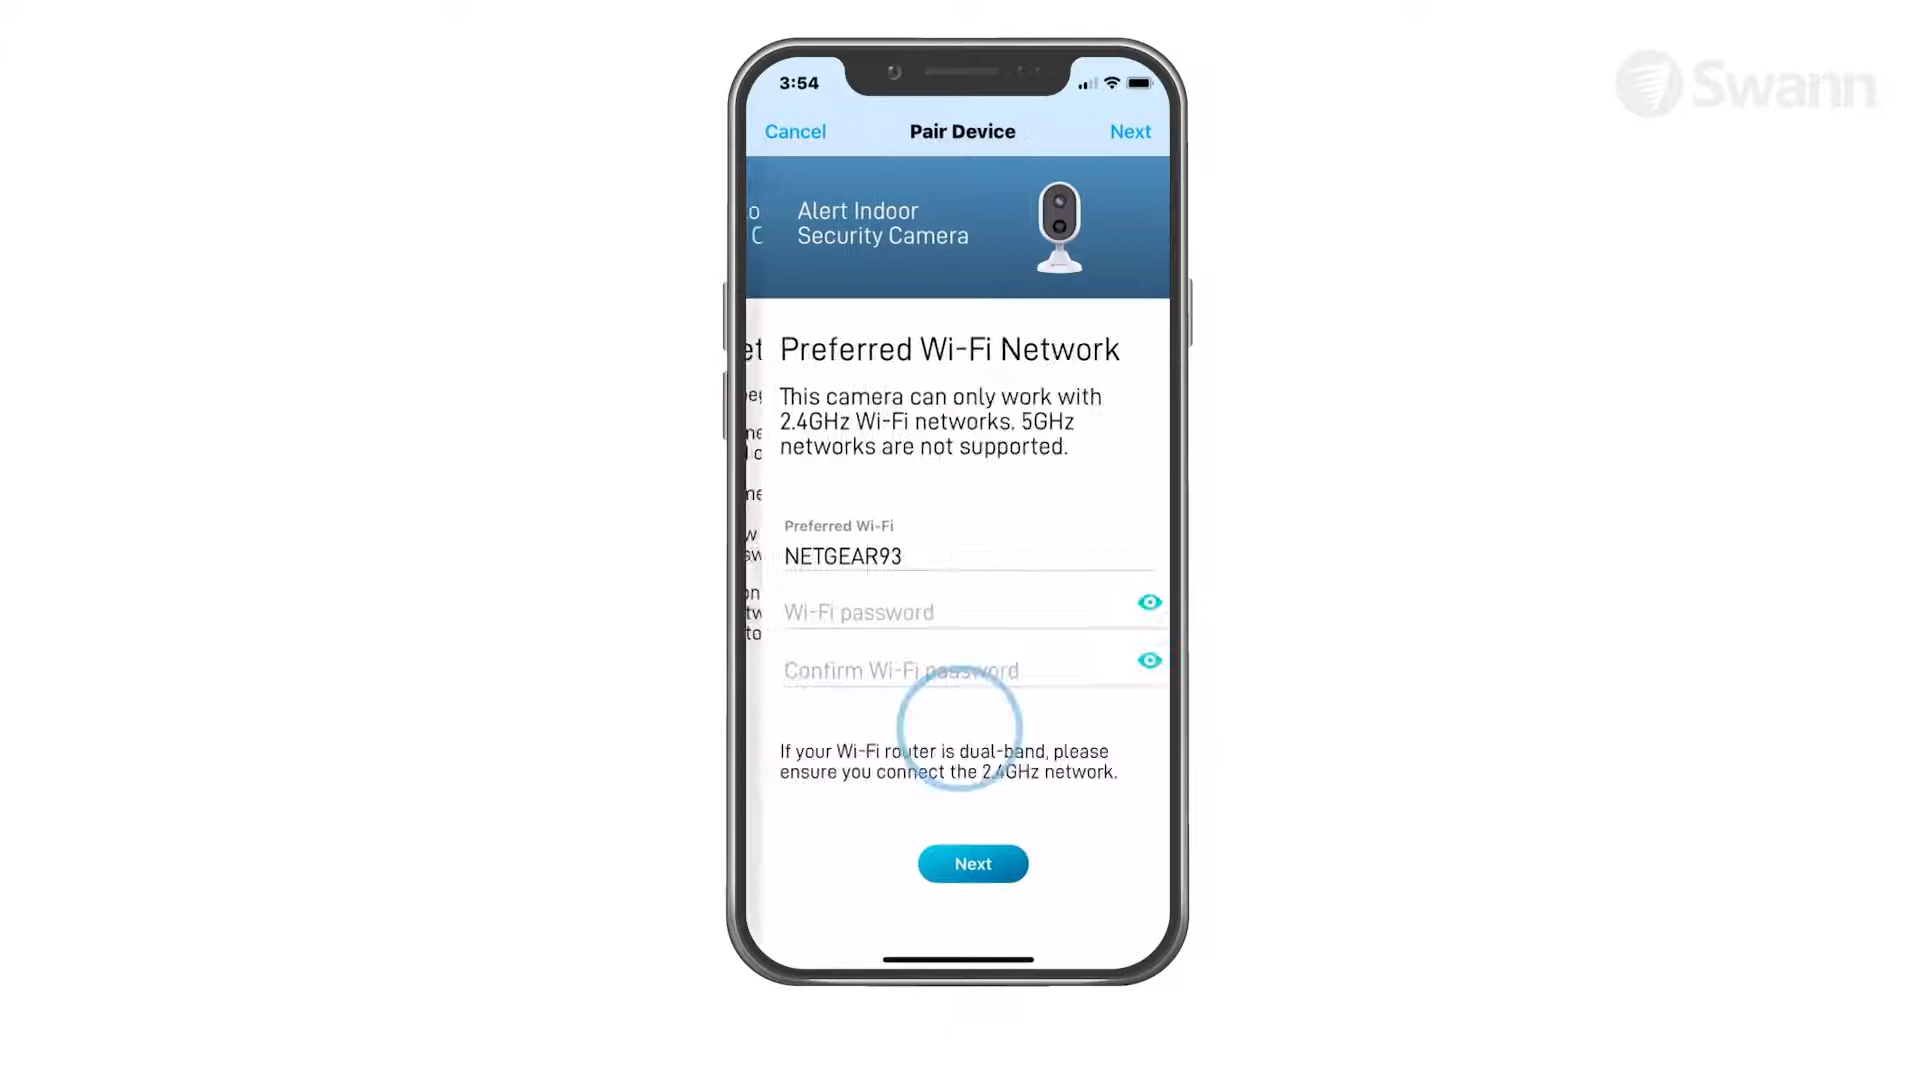 Swann
3:54
Cancel
Pair Device
Next
Alert Indoor
Security Camera
Preferred Wi-Fi Network
This camera can only work with
2.4GHz Wi-Fi networks. 5GHz
networks are not supported.
Preferred Wi-Fi
NETGEAR93
Wi-Fi password
Confirm Wi-Fi password
If your Wi-Fi router is dual-band, please
ensure you connect the 2.4GHz network.
Next